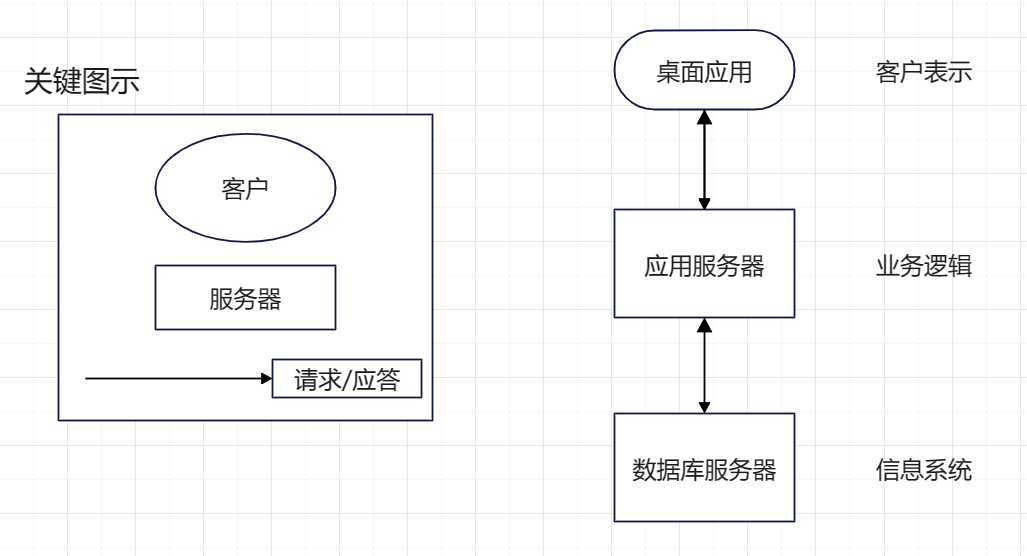 关键图示
客户
服务器
请求/应答
桌面应用
客户表示
应用服务器
业务逻辑
数据库服务器
信息系统